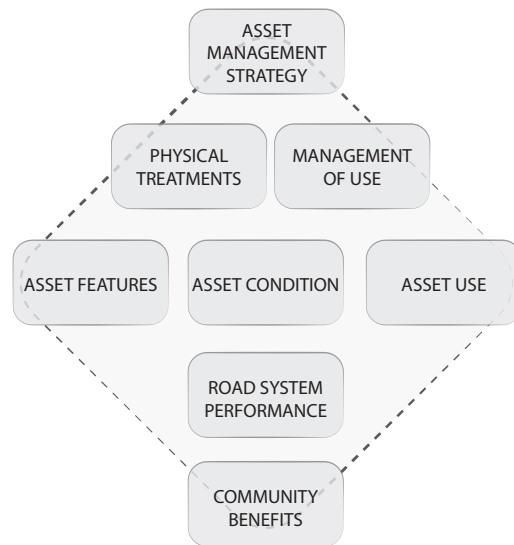 ASSET
MANAGEMENT
STRATEGY
PHYSICAL
TREATMENTS
MANAGEMENT
OF USE
ASSET FEATURES
ASSET CONDITION
ASSET USE
ROAD SYSTEM
PERFORMANCE
COMMUNITY
BENEFITS